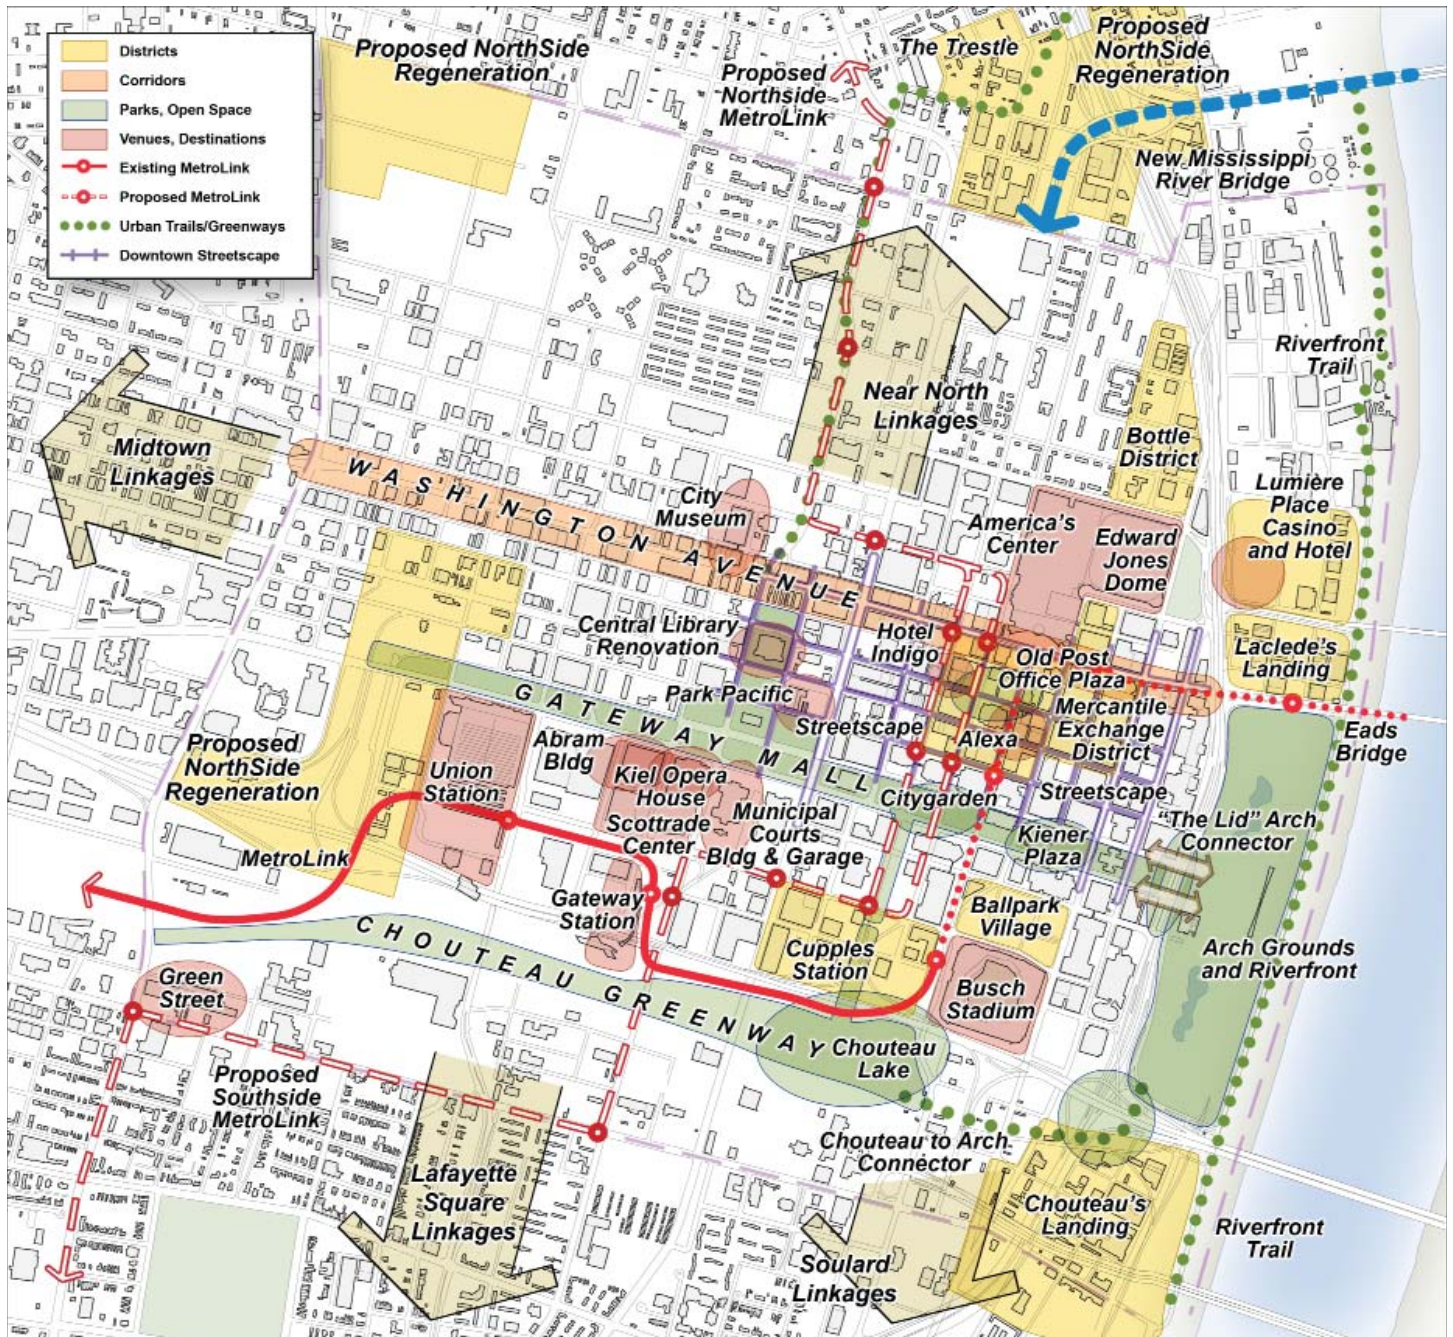 Districts
Corridors
Parks, Open Space
Venues, Destinations
Existing MetroLink
Proposed MetroLink
Urban Trails/Greenways
Downtown Streetscape
Proposed NorthSide
Regeneration
The Trestle
Proposed
NorthSide
Regeneration
Proposed
Northside
MetroLink
New Mississippi
River Bridge
Riverfront
Trail
Near North
Linkages
Midtown
Linkages
Bottle
District
WASHINGTON AVENUE
City
Museum
America's
Center
Edward
Jones
Dome
Lumière
Place
Casino
and Hotel
Central Library
Renovation
Hotel
Indigo
Old Post
Office Plaza
Laclede's
Landing
Park Pacific
GATEWAY MALL
Streetscape
Alexa
Mercantile
Exchange
District
Eads
Bridge
Proposed
NorthSide
Regeneration
Union
Station
Abram
Bldg
Kiel Opera
House
Scottrade
Center
Municipal
Courts
Bldg & Garage
Citygarden
Streetscape
Kiener
Plaza
"The Lid" Arch
Connector
MetroLink
Gateway
Station
Ballpark
Village
Cupples
Station
Busch
Stadium
Arch Grounds
and Riverfront
CHOUTEAU GREENWAY
Green
Street
Chouteau
Lake
Proposed
Southside
MetroLink
Chouteau to Arch
Connector
Lafayette
Square
Linkages
Chouteau's
Landing
Soulard
Linkages
Riverfront
Trail